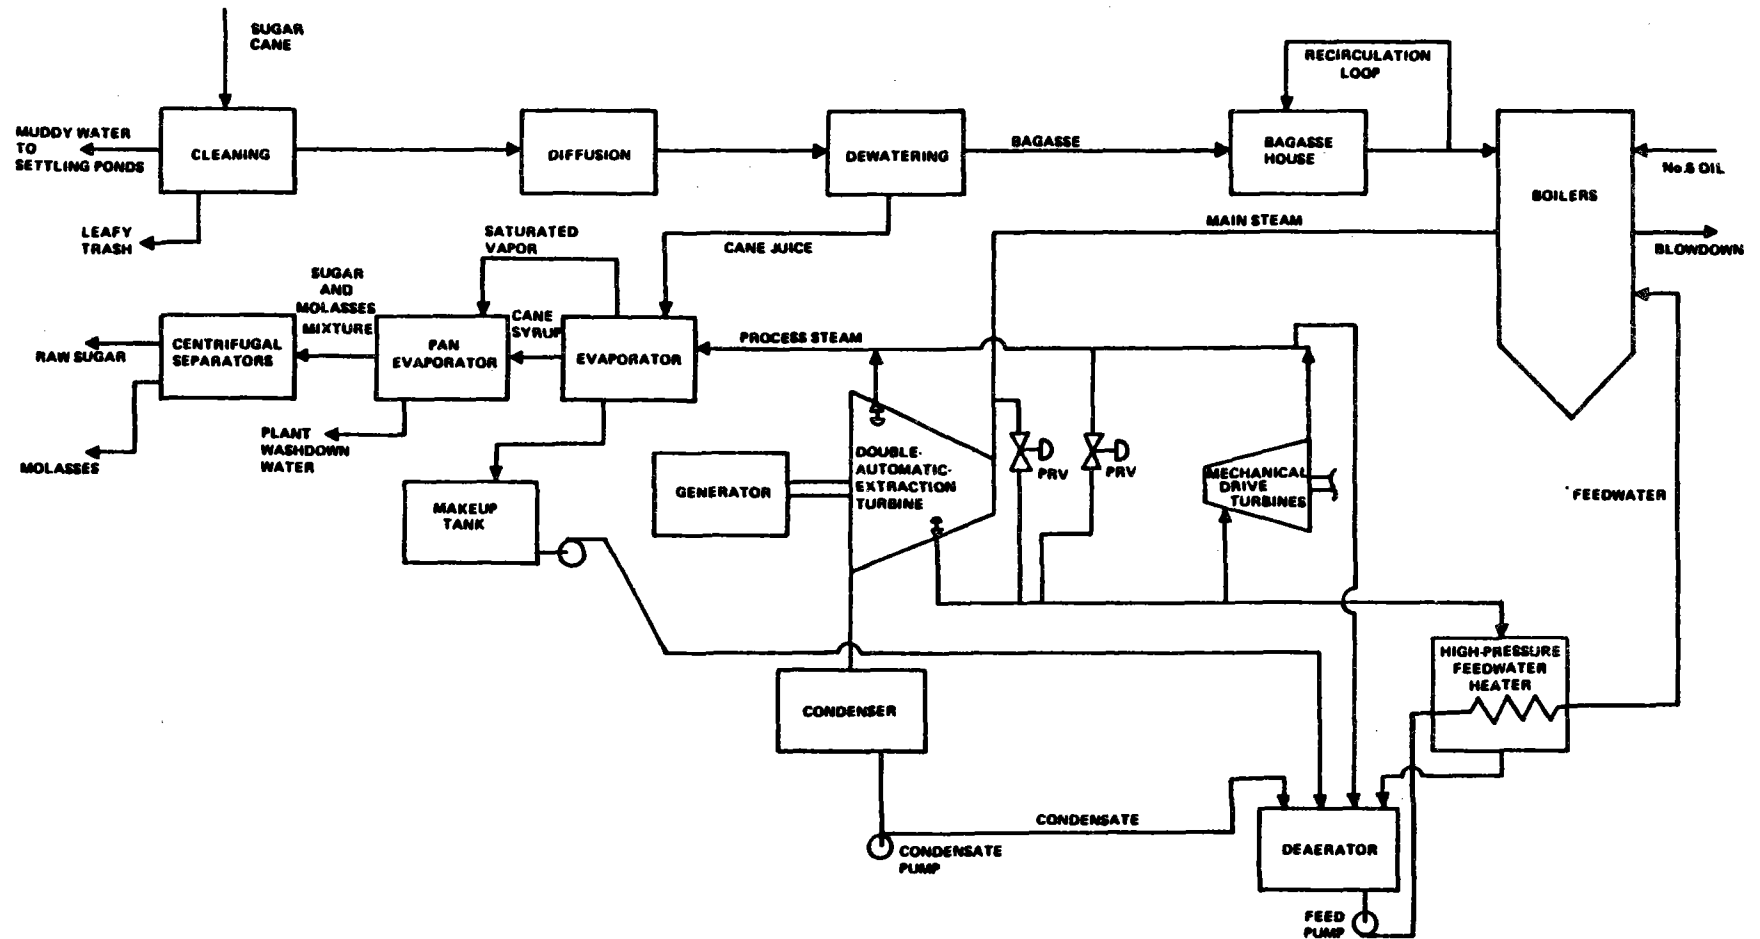 SUGAR
CANE
RECIRCULATION
LOOP
MUDDY WATER
TO
SETTLING PONDS
CLEANING
DIFFUSION
DEWATERING
BAGASSE
BAGASSE
HOUSE
BOILERS
No.6 OIL
LEAFY
TRASH
SATURATED
VAPOR
CANE JUICE
MAIN STEAM
BLOWDOWN
SUGAR
AND
MOLASSES
MIXTURE
CANE
SYRUP
PROCESS STEAM
CENTRIFUGAL
SEPARATORS
PAN
EVAPORATOR
EVAPORATOR
RAW SUGAR
MOLASSES
PLANT
WASHDOWN
WATER
DOUBLE-
AUTOMATIC-
EXTRACTION
TURBINE
PRV
PRV
MECHANICAL
DRIVE
TURBINES
GENERATOR
FEEDWATER
MAKEUP
TANK
HIGH-PRESSURE
FEEDWATER
HEATER
CONDENSER
CONDENSATE
CONDENSATE
PUMP
DEAERATOR
FEED
PUMP